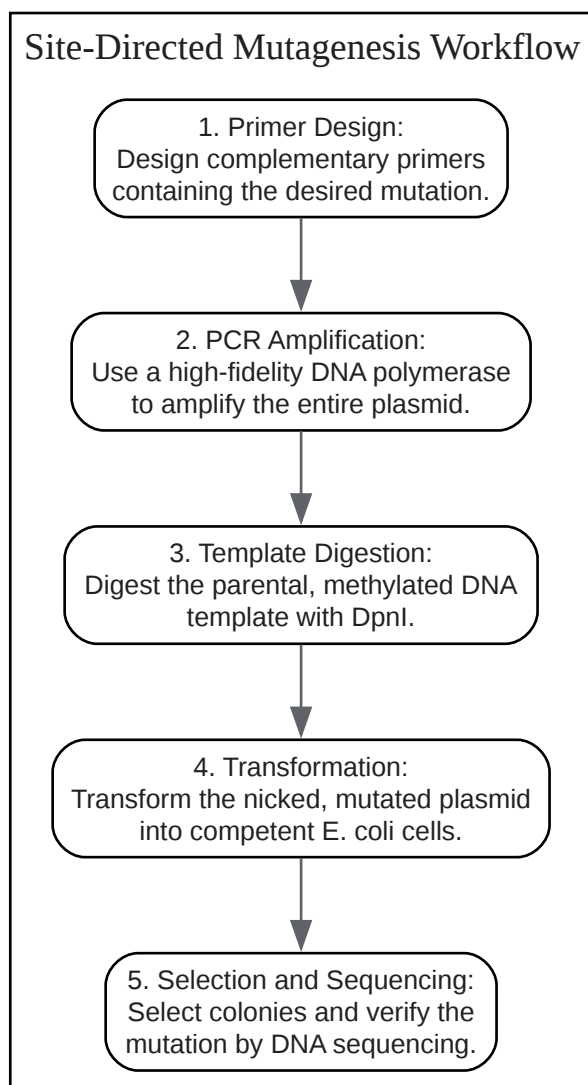 Site-Directed Mutagenesis Workflow
1. Primer Design:
Design complementary primers
containing the desired mutation.
2. PCR Amplification:
Use a high-fidelity DNA polymerase
to amplify the entire plasmid.
3. Template Digestion:
Digest the parental, methylated DNA
template with DpnI.
4. Transformation:
Transform the nicked, mutated plasmid
into competent E. coli cells.
5. Selection and Sequencing:
Select colonies and verify the
mutation by DNA sequencing.